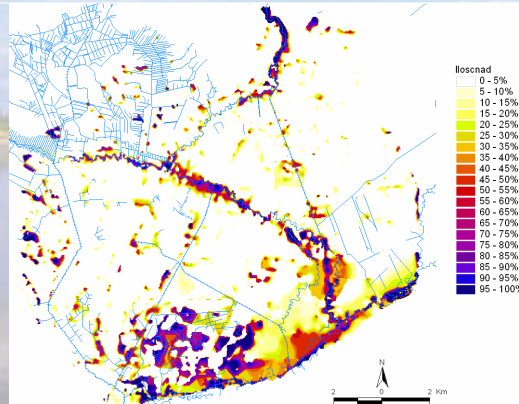 Iloscnad
0 - 5%
5 - 10%
10 - 15%
15 - 20%
20 - 25%
25 - 30%
30 - 35%
35 - 40%
40 - 45%
45 - 50%
50 - 55%
55 - 60%
60 - 65%
65 - 70%
70 - 75%
75 - 80%
80 - 85%
85 - 90%
90 - 95%
95 - 100%
N
2 0 2 Km